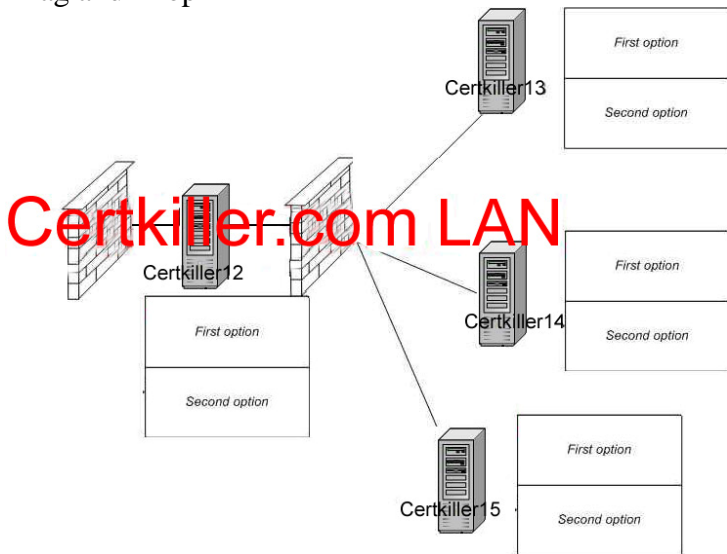 First option
Certkiller13
Second option
Certkiller.com LAN
First option
Certkiller12
First option
Certkiller14
Second option
Second option
First option
Certkiller15
Second option